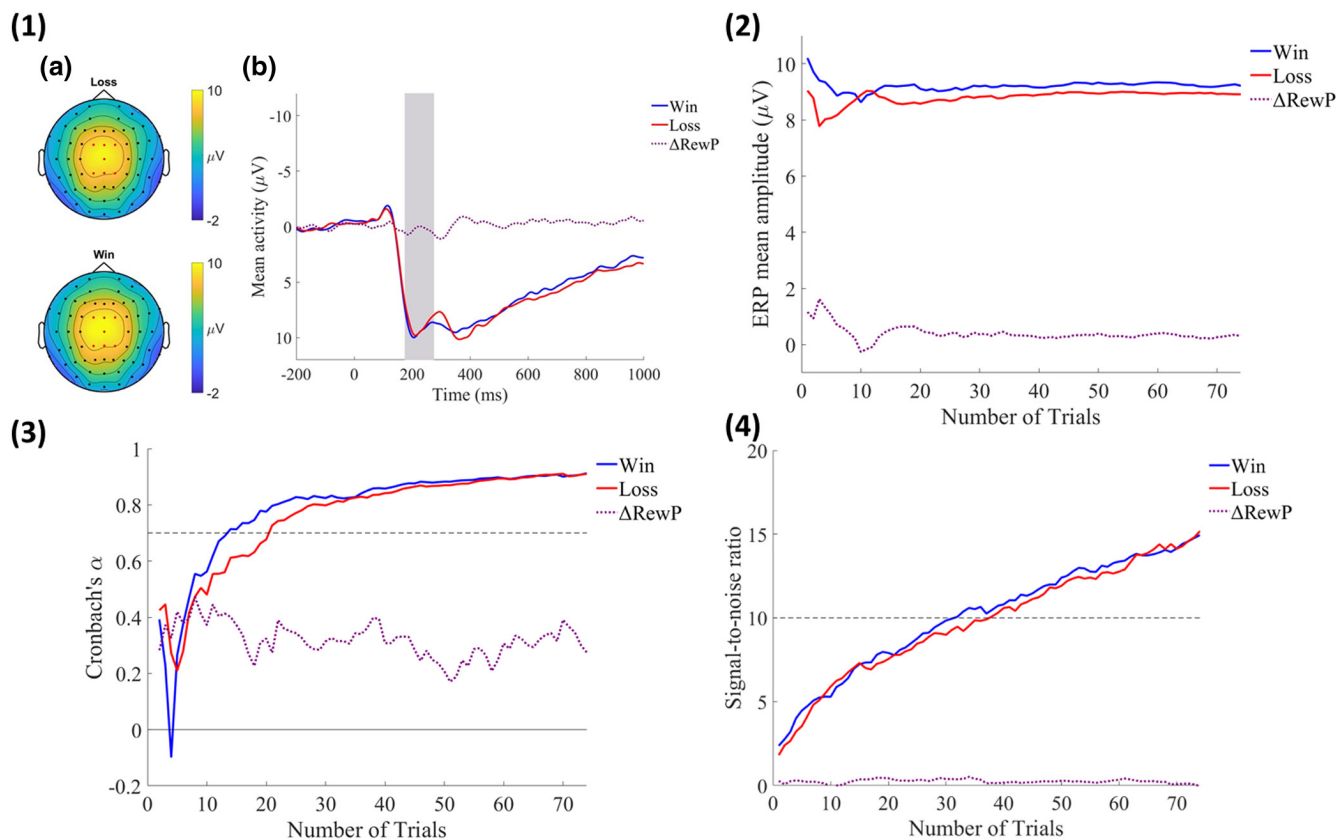 (1)
(a)
Loss
10
μV
-2
Win
10
μV
-2
(b)
Mean activity (μV)
-10
-5
0
5
10
-200
0
200
400
600
800
1000
Time (ms)
Win
Loss
ΔRewP
(2)
ERP mean amplitude (μV)
10
8
6
4
2
0
0
10
20
30
40
50
60
70
Number of Trials
Win
Loss
ΔRewP
(3)
Cronbach's α
1
0.8
0.6
0.4
0.2
0
-0.2
0
10
20
30
40
50
60
70
Number of Trials
Win
Loss
ΔRewP
(4)
Signal-to-noise ratio
20
15
10
5
0
0
10
20
30
40
50
60
70
Number of Trials
Win
Loss
ΔRewP